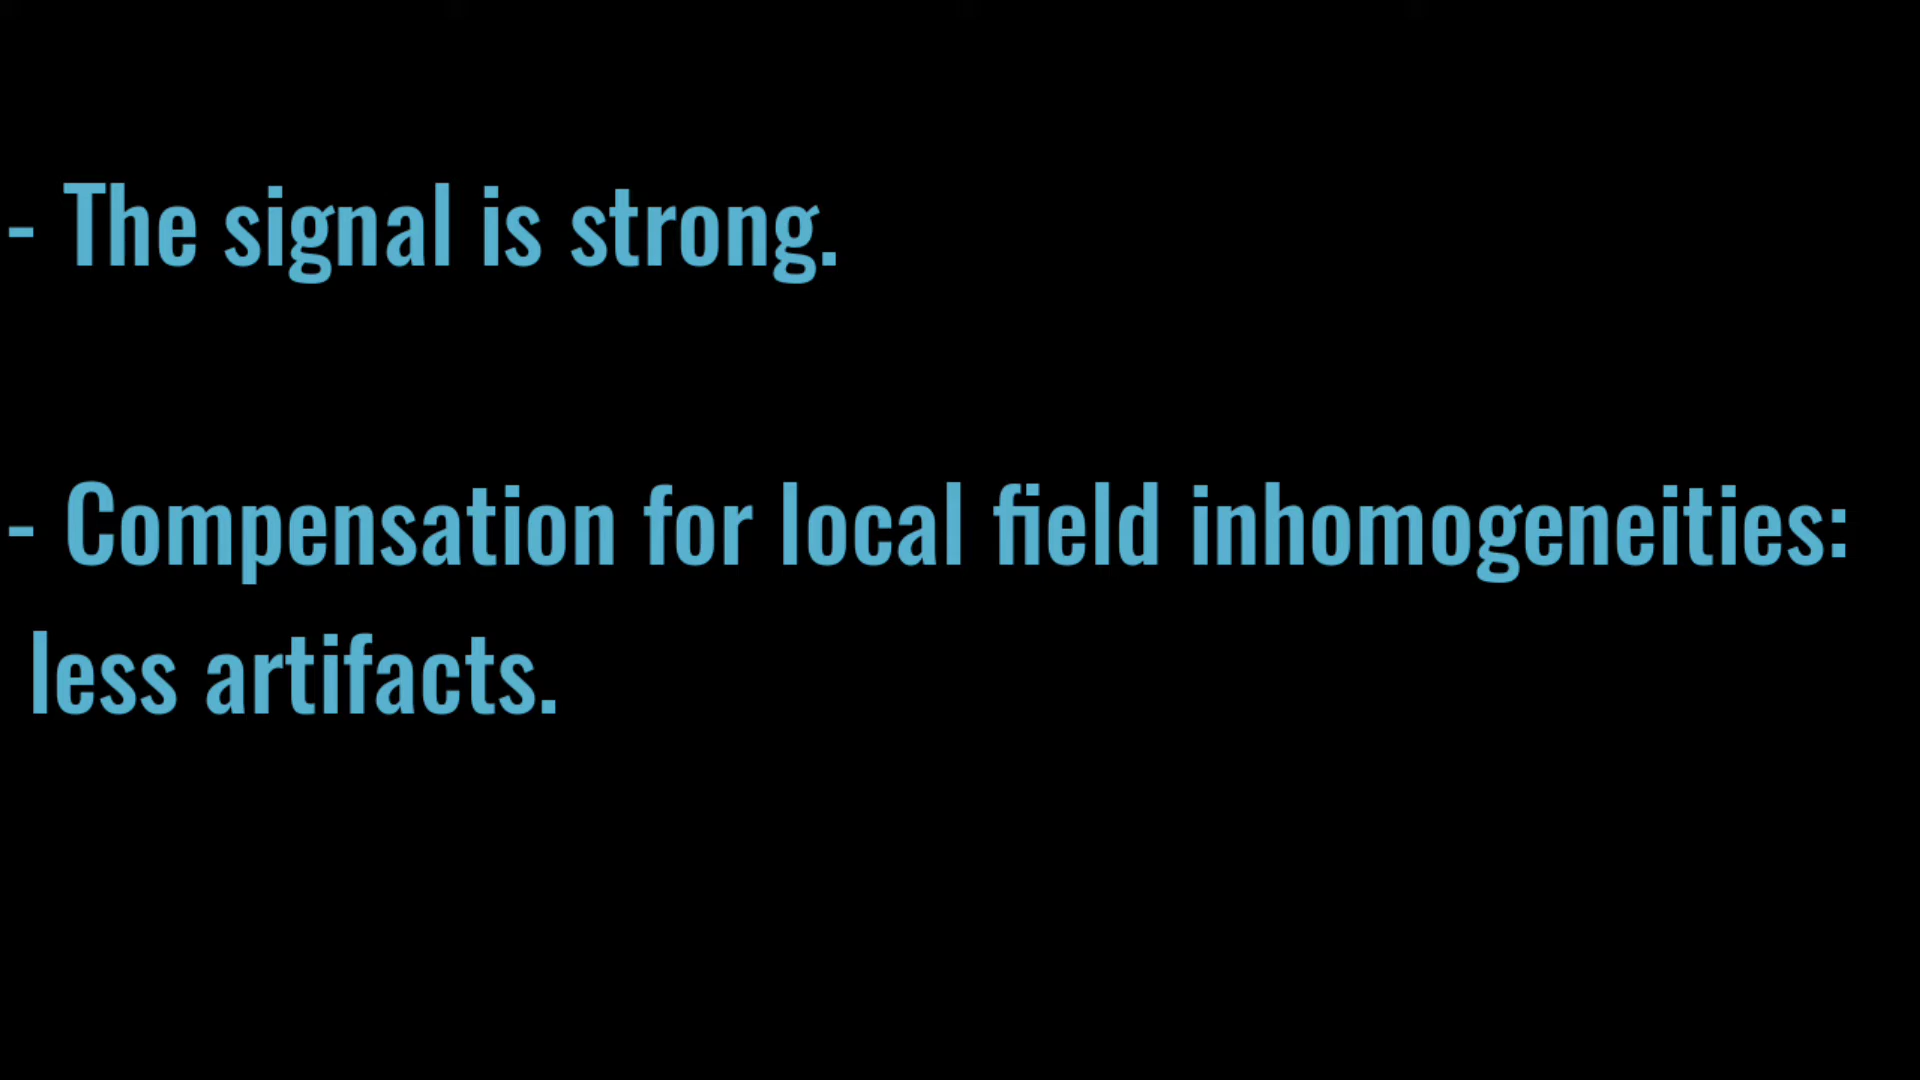 - The signal is strong.
- Compensation for local field inhomogeneities:
less artifacts.